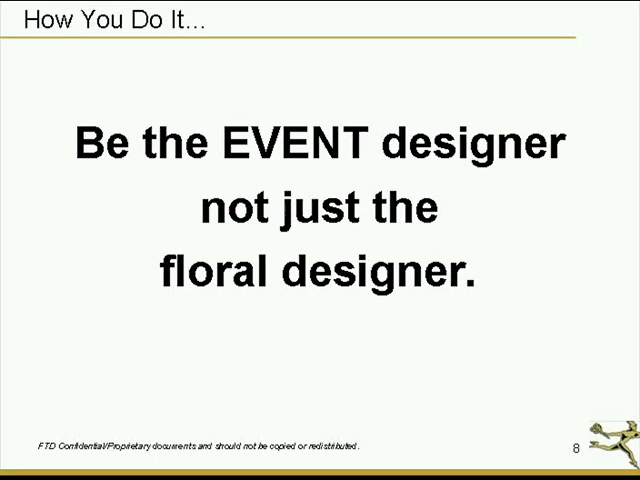 How You Do It...
Be the EVENT designer
not just the
floral designer.
FTD Confidential/Proprietary documents and should not be copied or redistributed.
8